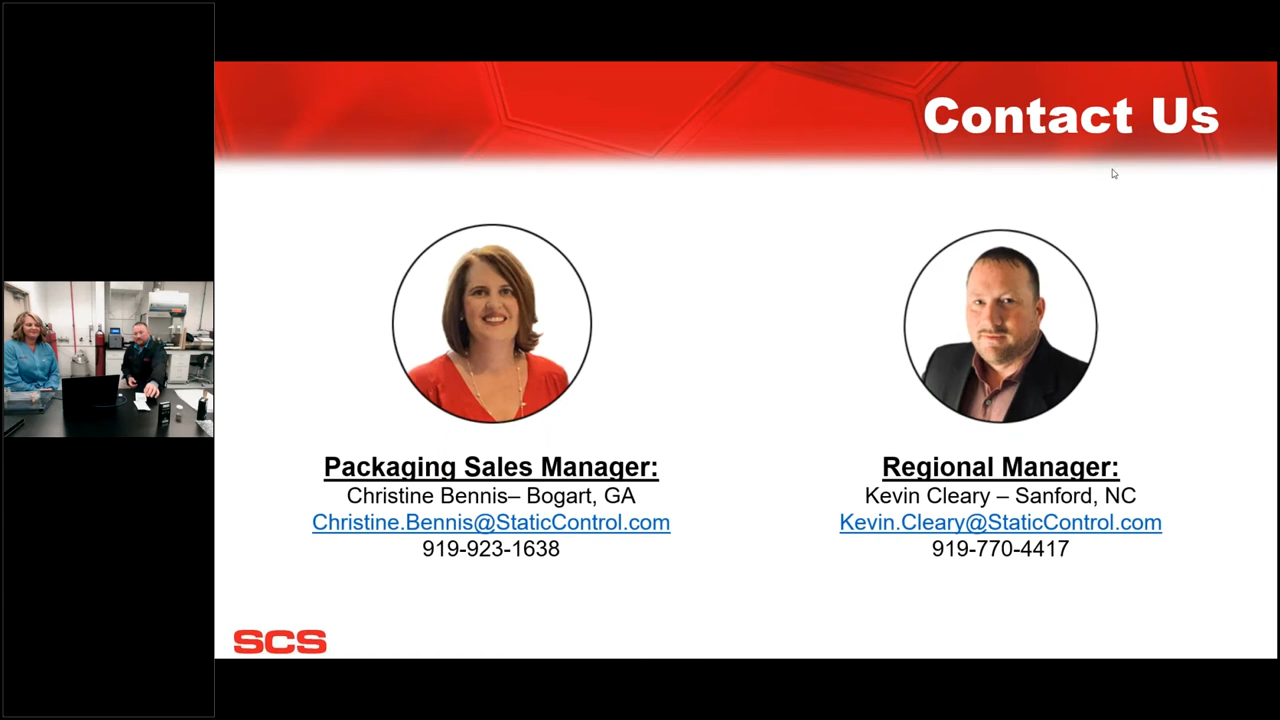 Contact Us
Packaging Sales Manager:
Christine Bennis– Bogart, GA
Christine.Bennis@StaticControl.com
919-923-1638
Regional Manager:
Kevin Cleary – Sanford, NC
Kevin.Cleary@StaticControl.com
919-770-4417
SCS